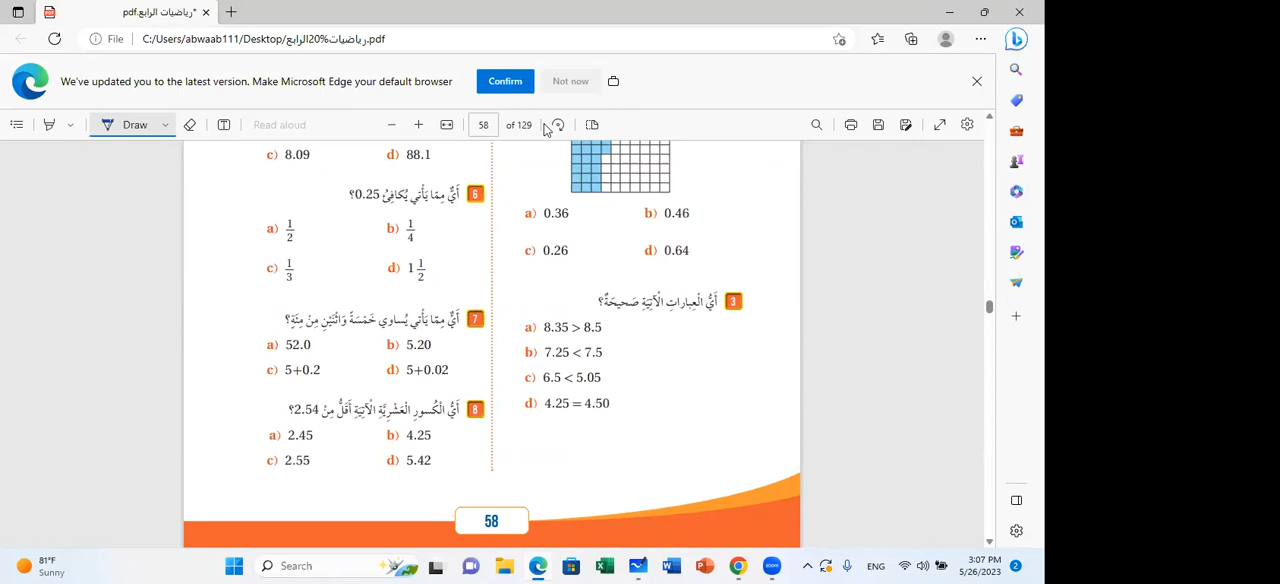 رياضيات الرابع.pdf*
File C:/Users/abwaab111/Desktop/رياضيات%20الرابع.pdf
We've updated you to the latest version. Make Microsoft Edge your default browser Confirm Not now
Draw Read aloud 58 of 129
a) 0.36 b) 0.46
c) 0.26 d) 0.64
3 أَيُّ الْعِباراتِ الْآتِيَةِ صَحيحَةٌ؟
a) 8.35 > 8.5
b) 7.25 < 7.5
c) 6.5 < 5.05
d) 4.25 = 4.50
c) 8.09 d) 88.1
6 أَيٌّ مِمّا يَأْتي يُكافِئُ 0.25؟
a) 1/2 b) 1/4
c) 1/3 d) 1 1/2
7 أَيٌّ مِمّا يَأْتي يُساوي خَمْسَةً وَاثْنَيْنِ مِنْ مِئَةٍ؟
a) 52.0 b) 5.20
c) 5+0.2 d) 5+0.02
8 أَيُّ الْكُسورِ الْعَشْرِيَّةِ الْآتِيَةِ أَقَلُّ مِنْ 2.54؟
a) 2.45 b) 4.25
c) 2.55 d) 5.42
58
81°F
Sunny
Search
zoom
ENG
3:07 PM
5/26/2023
2